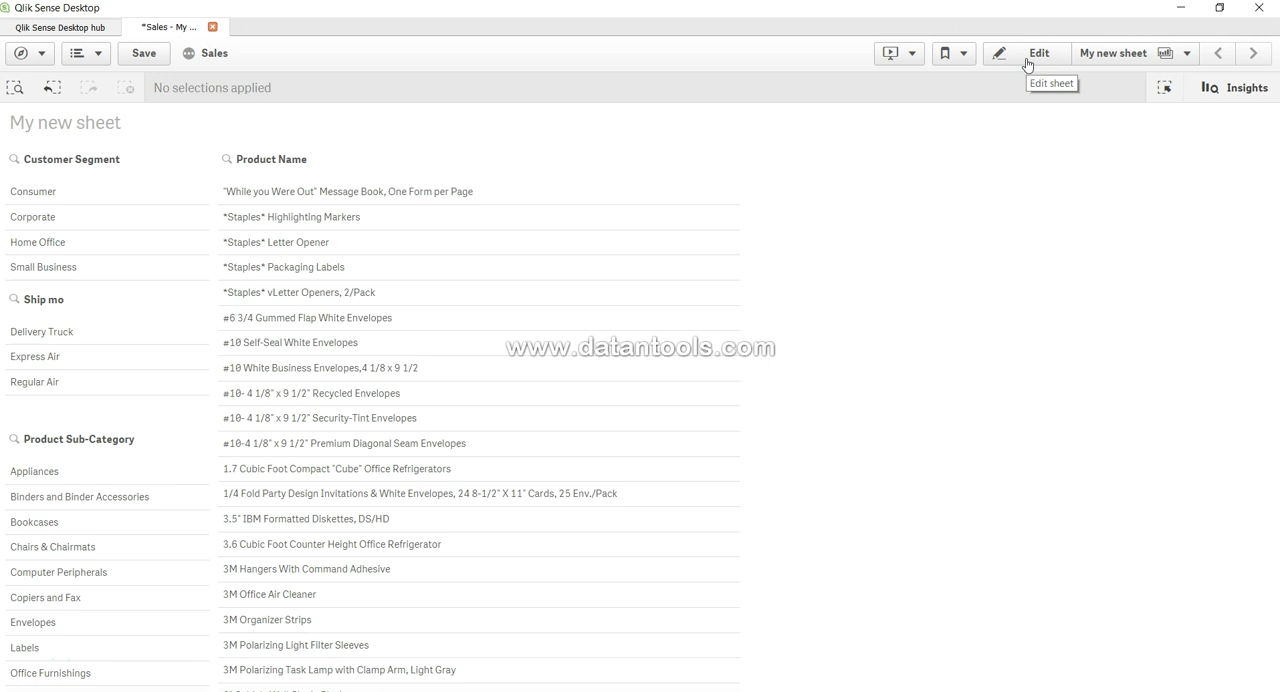 Qlik Sense Desktop
Qlik Sense Desktop hub
*Sales - My ...
Save
Sales
Edit
My new sheet
No selections applied
Edit sheet
Insights
My new sheet
Customer Segment
Consumer
Corporate
Home Office
Small Business
Ship mo
Delivery Truck
Express Air
Regular Air
Product Sub-Category
Appliances
Binders and Binder Accessories
Bookcases
Chairs & Chairmats
Computer Peripherals
Copiers and Fax
Envelopes
Labels
Office Furnishings
Product Name
"While you Were Out" Message Book, One Form per Page
*Staples* Highlighting Markers
*Staples* Letter Opener
*Staples* Packaging Labels
*Staples* vLetter Openers, 2/Pack
#6 3/4 Gummed Flap White Envelopes
#10 Self-Seal White Envelopes
#10 White Business Envelopes,4 1/8 x 9 1/2
#10- 4 1/8" x 9 1/2" Recycled Envelopes
#10- 4 1/8" x 9 1/2" Security-Tint Envelopes
#10-4 1/8" x 9 1/2" Premium Diagonal Seam Envelopes
1.7 Cubic Foot Compact "Cube" Office Refrigerators
1/4 Fold Party Design Invitations & White Envelopes, 24 8-1/2" X 11" Cards, 25 Env./Pack
3.5" IBM Formatted Diskettes, DS/HD
3.6 Cubic Foot Counter Height Office Refrigerator
3M Hangers With Command Adhesive
3M Office Air Cleaner
3M Organizer Strips
3M Polarizing Light Filter Sleeves
3M Polarizing Task Lamp with Clamp Arm, Light Gray
www.datantools.com